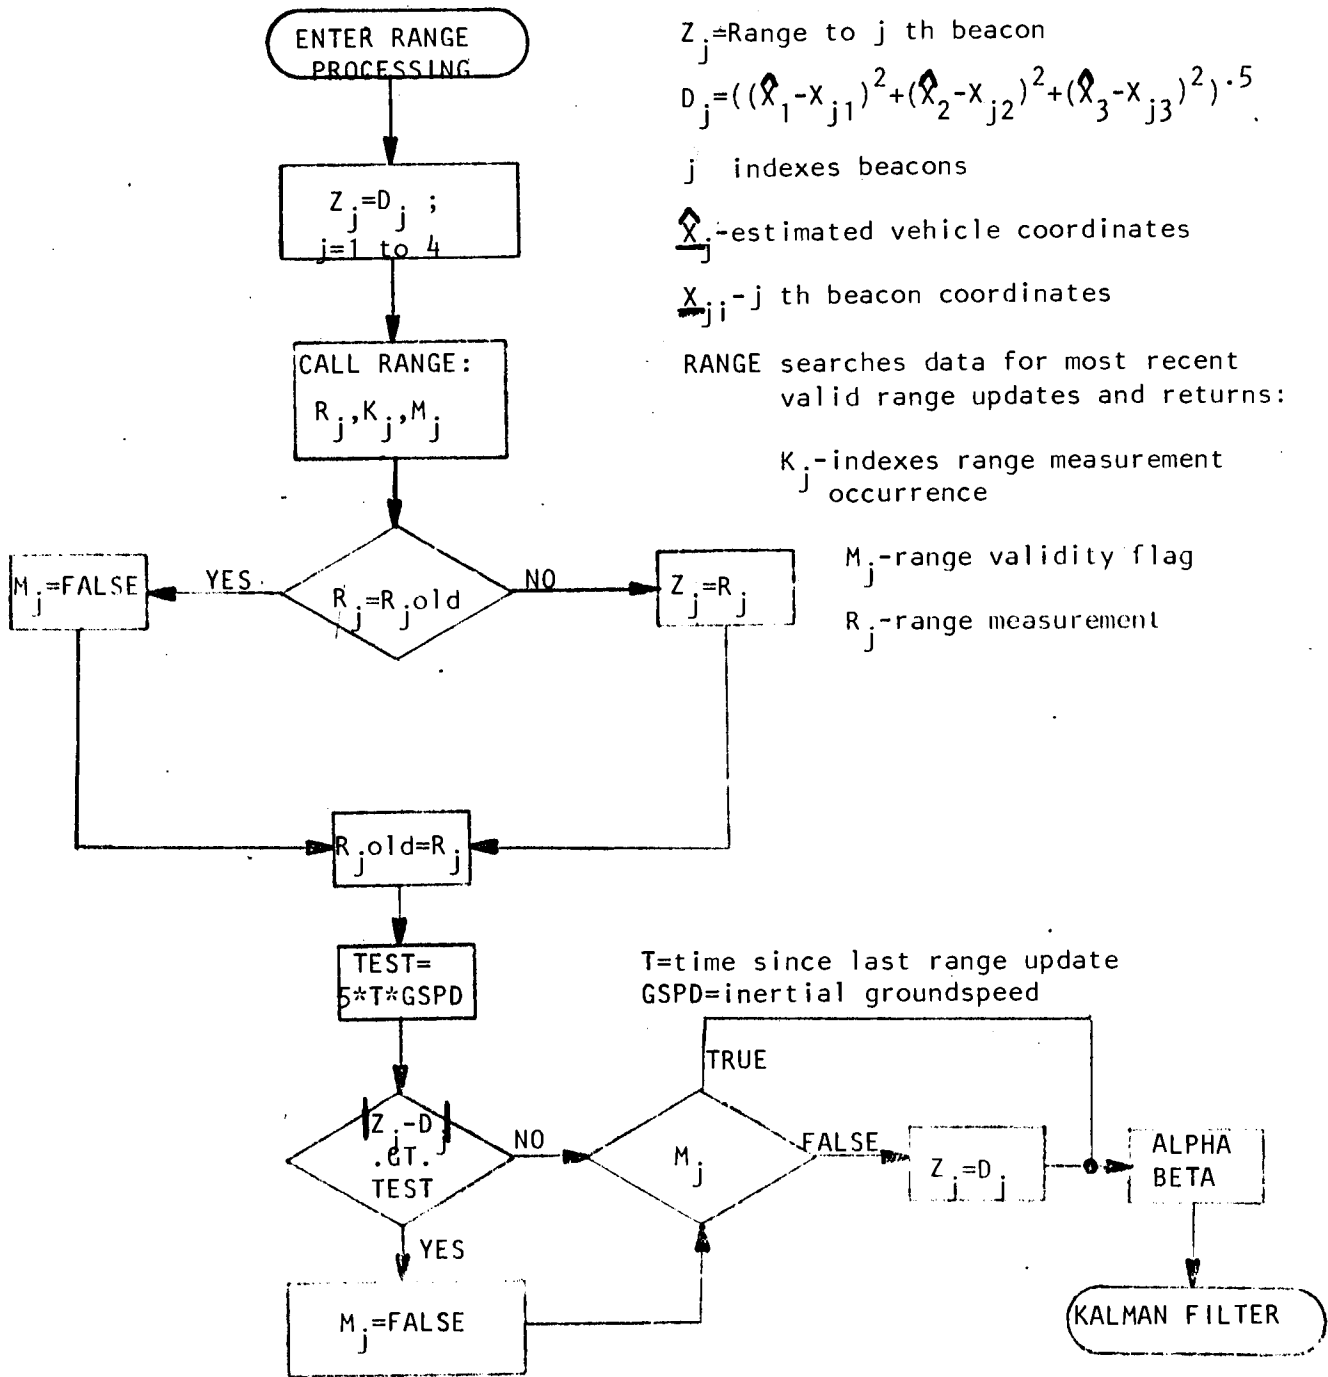 ENTER RANGE
PROCESSING
Z_j=Range to j th beacon
D_j=((X̂_1-X_j1)^2+(X̂_2-X_j2)^2+(X̂_3-X_j3)^2)^.5
j indexes beacons
X̂_j-estimated vehicle coordinates
X_ji-j th beacon coordinates
RANGE searches data for most recent
valid range updates and returns:
K_j-indexes range measurement
occurrence
M_j-range validity flag
R_j-range measurement
Z_j=D_j ;
j=1 to 4
CALL RANGE:
R_j,K_j,M_j
R_j=R_jold
YES
M_j=FALSE
NO
Z_j=R_j
R_jold=R_j
TEST=
5*T*GSPD
T=time since last range update
GSPD=inertial groundspeed
|Z_j-D_j|
.GT.
TEST
NO
YES
M_j=FALSE
M_j
TRUE
FALSE
Z_j=D_j
ALPHA
BETA
KALMAN FILTER